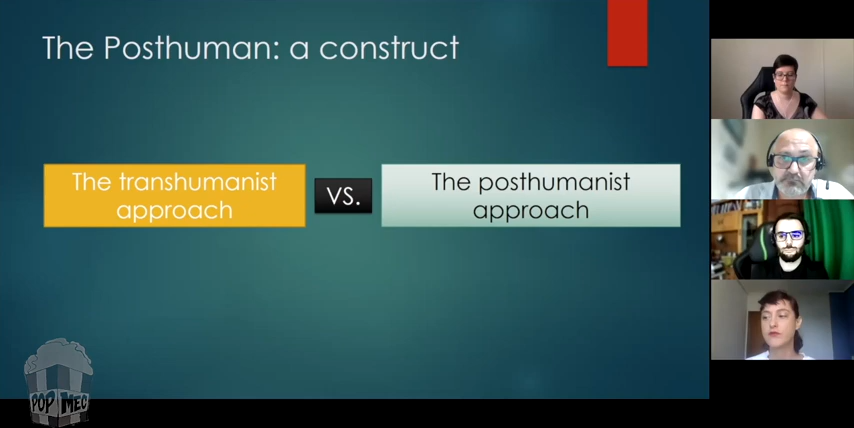 The Posthuman: a construct
The transhumanist
approach
VS.
The posthumanist
approach
POP MEC